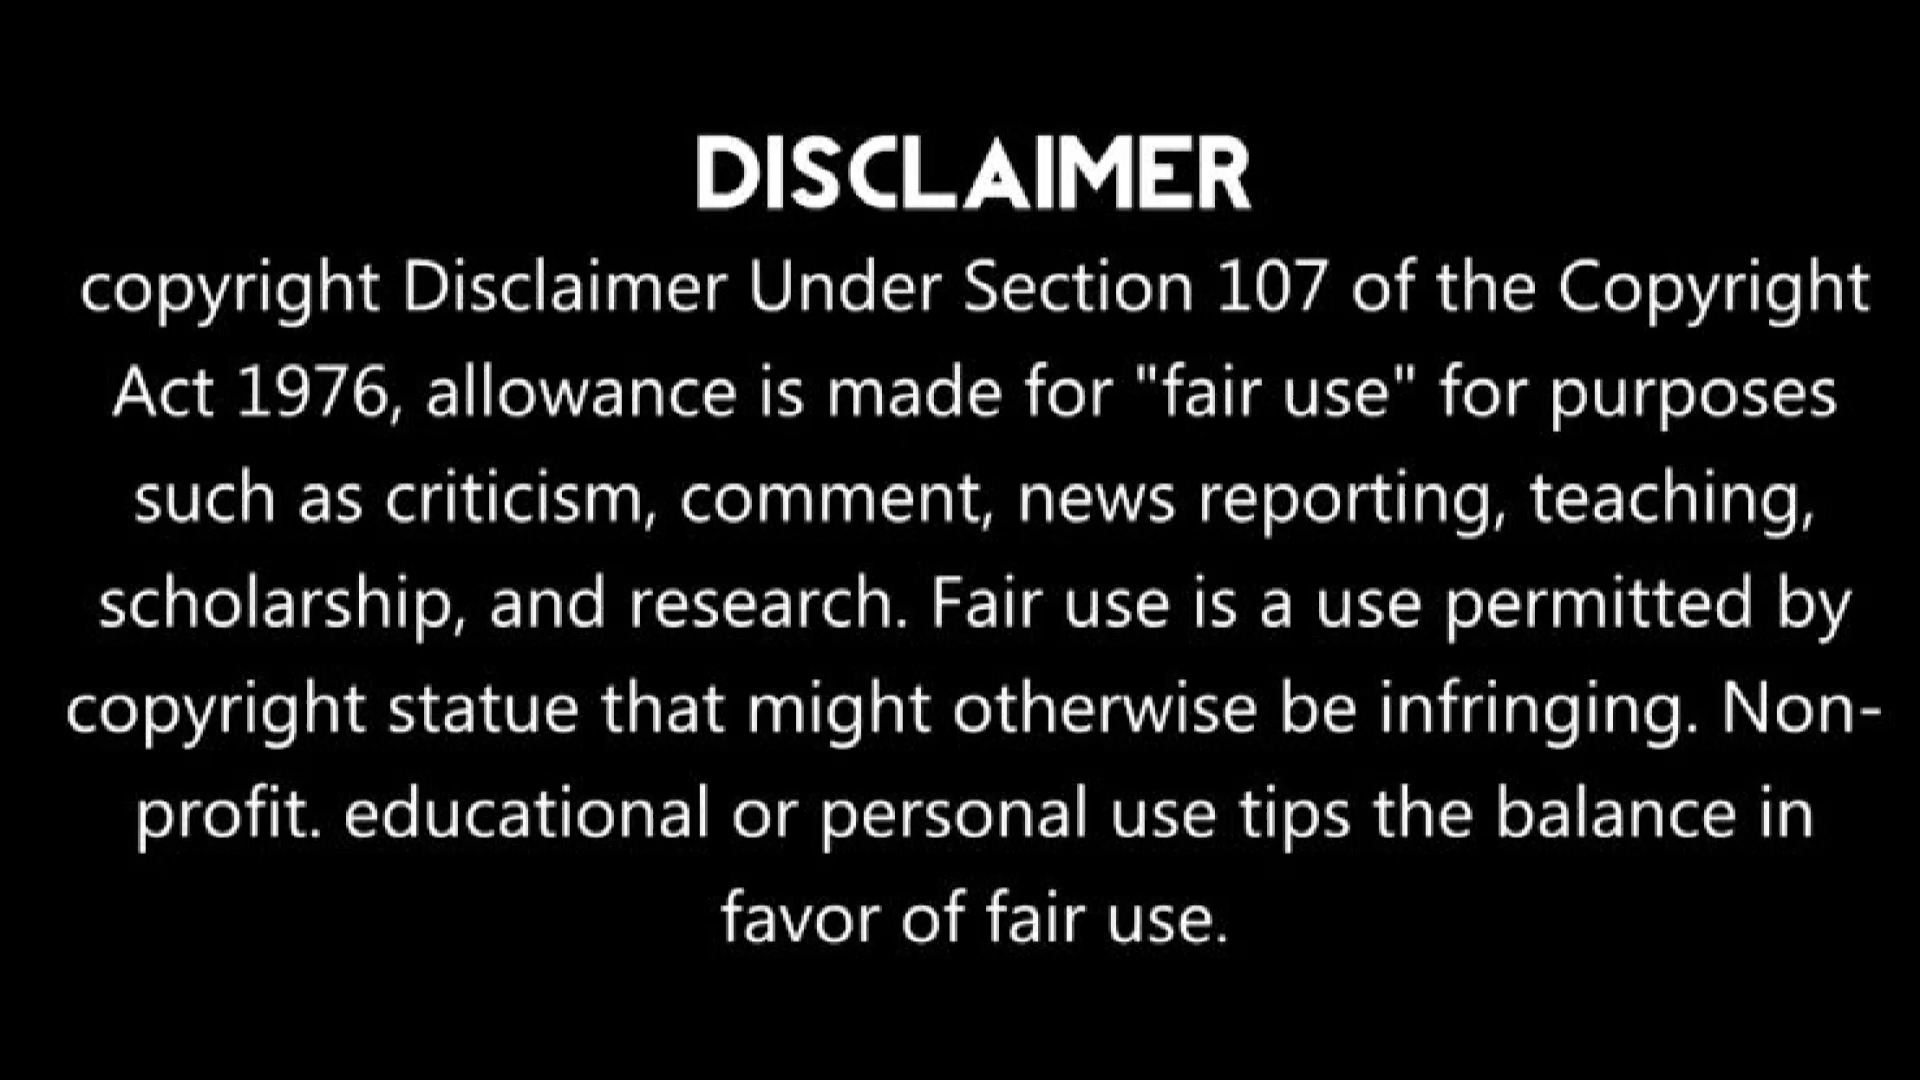 DISCLAIMER
copyright Disclaimer Under Section 107 of the Copyright
Act 1976, allowance is made for "fair use" for purposes
such as criticism, comment, news reporting, teaching,
scholarship, and research. Fair use is a use permitted by
copyright statue that might otherwise be infringing. Non-
profit. educational or personal use tips the balance in
favor of fair use.